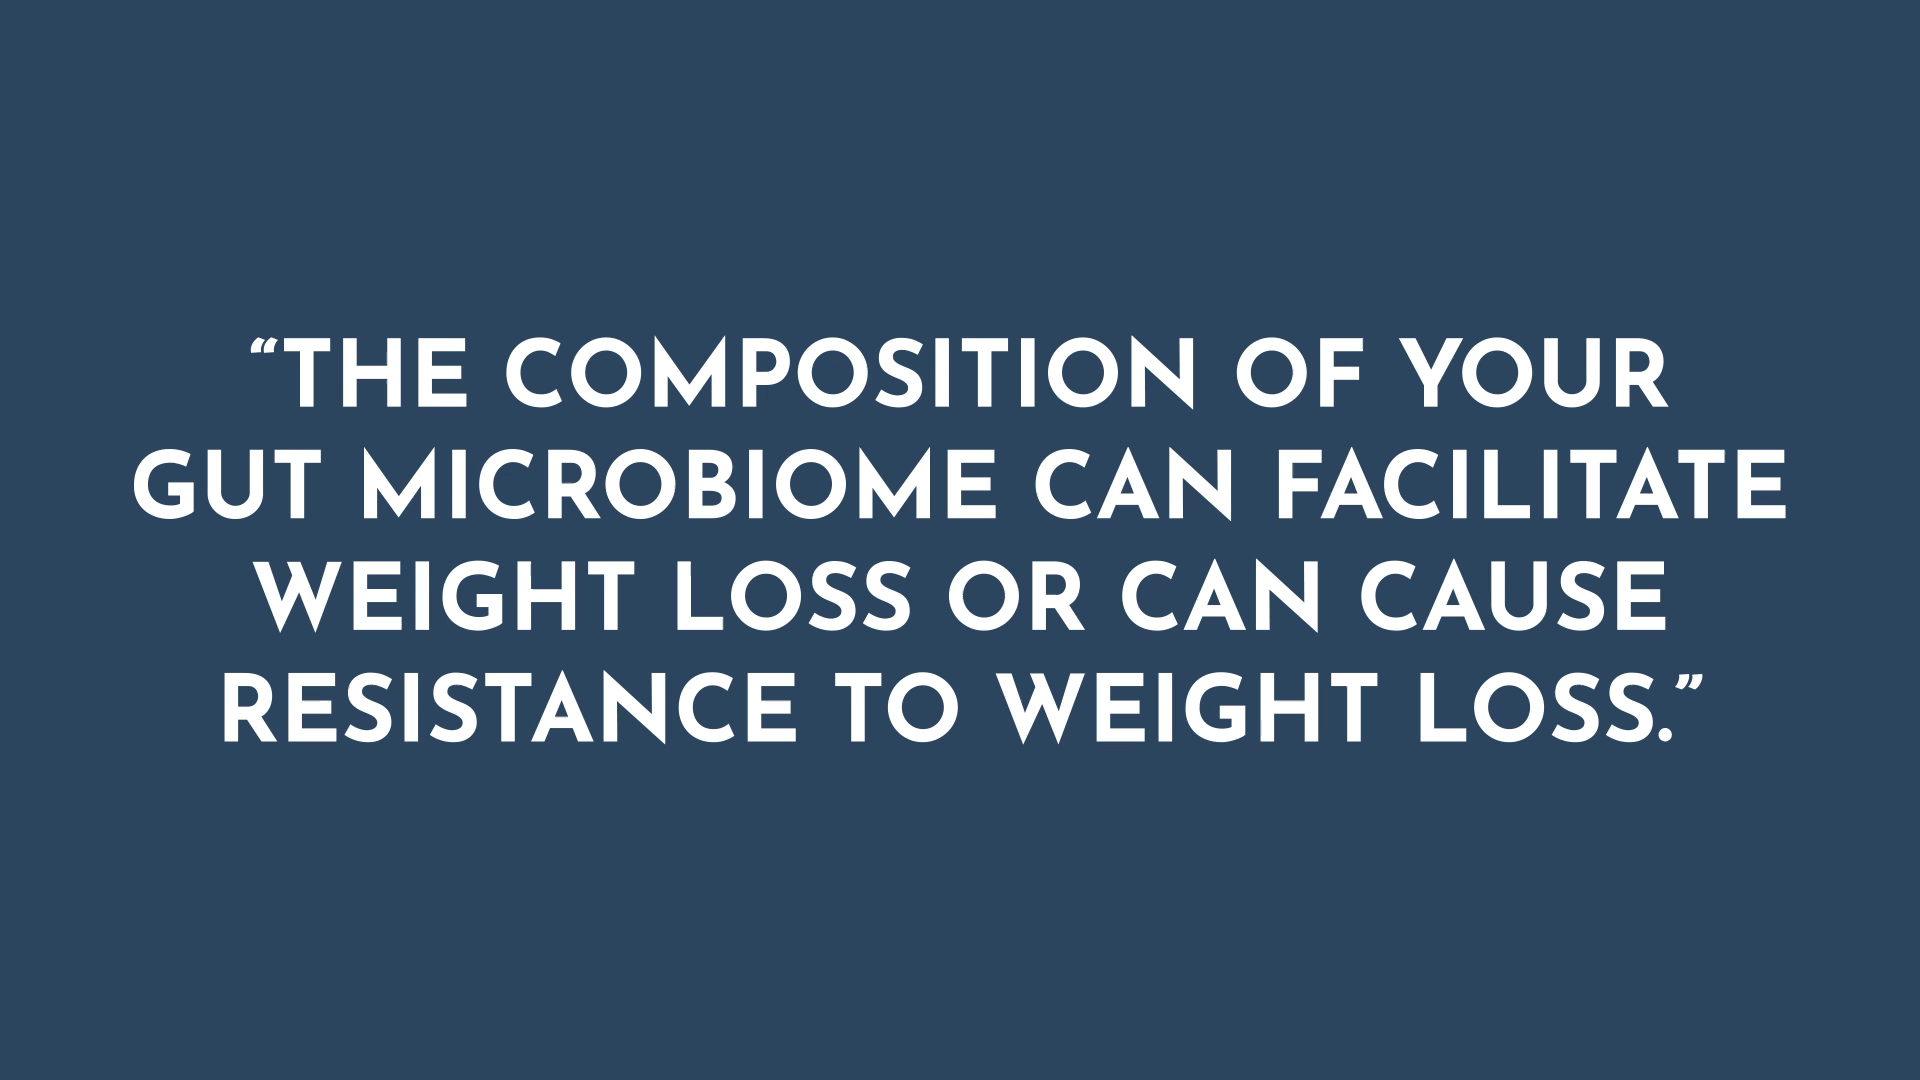 “THE COMPOSITION OF YOUR
GUT MICROBIOME CAN FACILITATE
WEIGHT LOSS OR CAN CAUSE
RESISTANCE TO WEIGHT LOSS.”